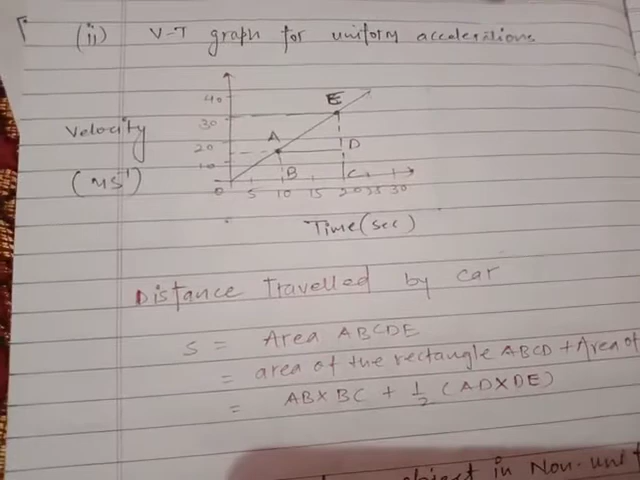 (ii) V-T graph for uniform accelerations
40
E
30
Velocity
A
20
D
10
(ms⁻¹)
B
C
0 5 10 15 20 25 30
Time (sec)
Distance Travelled by car
S = Area ABCDE
= area of the rectangle ABCD + Area of
= AB×BC + ½ (AD×DE)
object in Non-unif